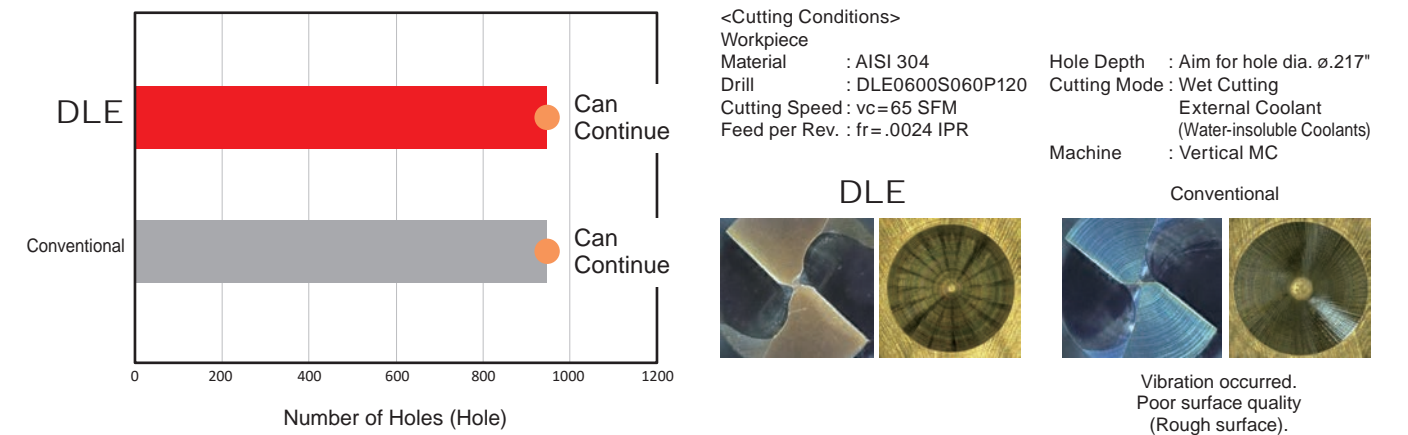 DLE
Can
Continue
Conventional
Can
Continue
0 200 400 600 800 1000 1200
Number of Holes (Hole)
<Cutting Conditions>
Workpiece
Material : AISI 304
Drill : DLE0600S060P120
Cutting Speed : vc=65 SFM
Feed per Rev. : fr=.0024 IPR
Hole Depth : Aim for hole dia. ø.217"
Cutting Mode : Wet Cutting
External Coolant
(Water-insoluble Coolants)
Machine : Vertical MC
DLE
Conventional
Vibration occurred.
Poor surface quality
(Rough surface).